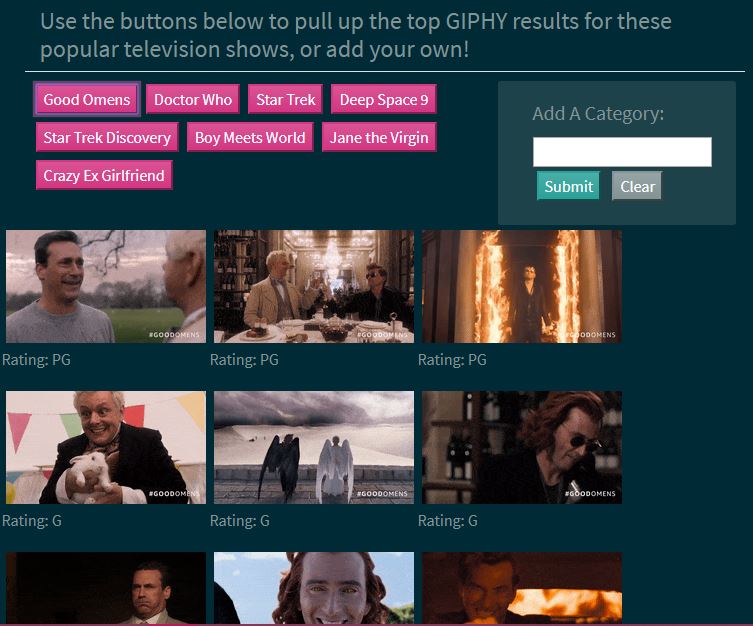 Use the buttons below to pull up the top GIPHY results for these
popular television shows, or add your own!
Good Omens Doctor Who Star Trek Deep Space 9
Star Trek Discovery Boy Meets World Jane the Virgin
Crazy Ex Girlfriend
Add A Category:
Submit Clear
#GOODOMENS #GOODOMENS #GOODOMENS
Rating: PG Rating: PG Rating: PG
#GOODOMENS #GOODOMENS #GOODOMENS
Rating: G Rating: G Rating: G